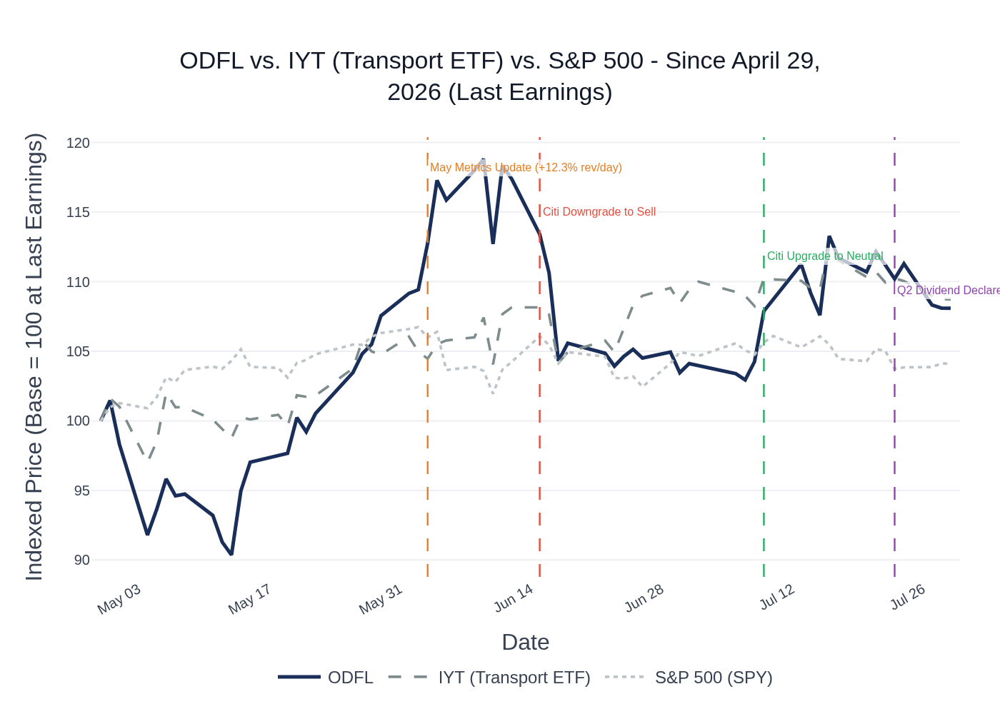 ODFL vs. IYT (Transport ETF) vs. S&P 500 - Since April 29,
2026 (Last Earnings)
Indexed Price (Base = 100 at Last Earnings)
120
115
110
105
100
95
90
May Metrics Update (+12.3% rev/day)
Citi Downgrade to Sell
Citi Upgrade to Neutral
Q2 Dividend Declare
May 03
May 17
May 31
Jun 14
Jun 28
Jul 12
Jul 26
Date
ODFL
IYT (Transport ETF)
S&P 500 (SPY)